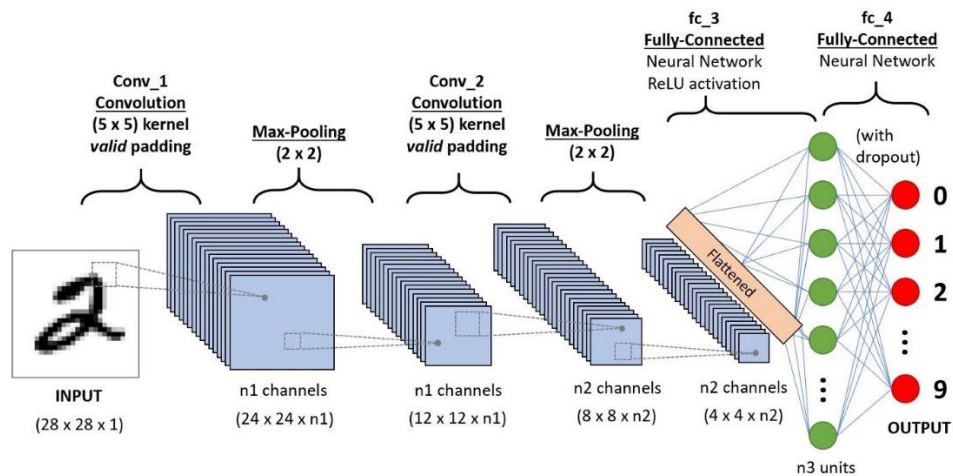 Conv_1
Convolution
(5 x 5) kernel
valid padding
Max-Pooling
(2 x 2)
Conv_2
Convolution
(5 x 5) kernel
valid padding
Max-Pooling
(2 x 2)
fc_3
Fully-Connected
Neural Network
ReLU activation
fc_4
Fully-Connected
Neural Network
(with
dropout)
2
Flattened
0
1
2
9
INPUT
(28 x 28 x 1)
n1 channels
(24 x 24 x n1)
n1 channels
(12 x 12 x n1)
n2 channels
(8 x 8 x n2)
n2 channels
(4 x 4 x n2)
n3 units
OUTPUT